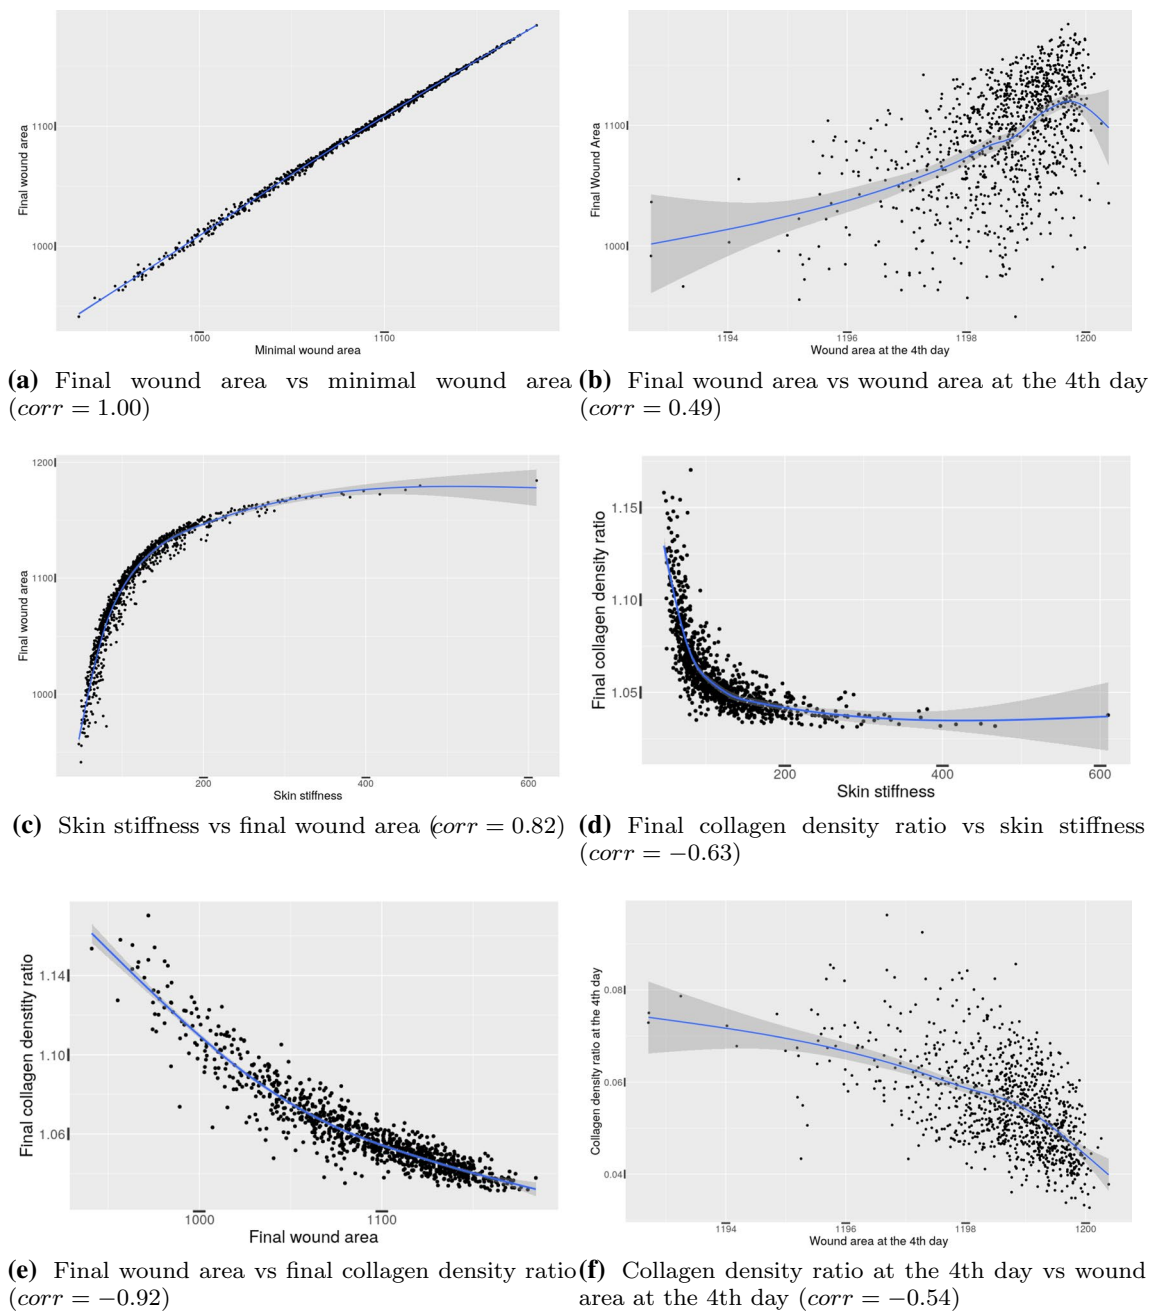 Final wound area
1100
1000
1000
1100
Minimal wound area
(a) Final wound area vs minimal wound area
(corr = 1.00)
Final Wound Area
1100
1000
1194
1196
1198
1200
Wound area at the 4th day
(b) Final wound area vs wound area at the 4th day
(corr = 0.49)
Final wound area
1200
1100
1000
200
400
600
Skin stiffness
(c) Skin stiffness vs final wound area (corr = 0.82)
Final collagen density ratio
1.15
1.10
1.05
200
400
600
Skin stiffness
(d) Final collagen density ratio vs skin stiffness
(corr = −0.63)
Final collagen denstity ratio
1.14
1.10
1.06
1000
1100
Final wound area
(e) Final wound area vs final collagen density ratio
(corr = −0.92)
Collagen density ratio at the 4th day
0.08
0.06
0.04
1194
1196
1198
1200
Wound area at the 4th day
(f) Collagen density ratio at the 4th day vs wound
area at the 4th day (corr = −0.54)